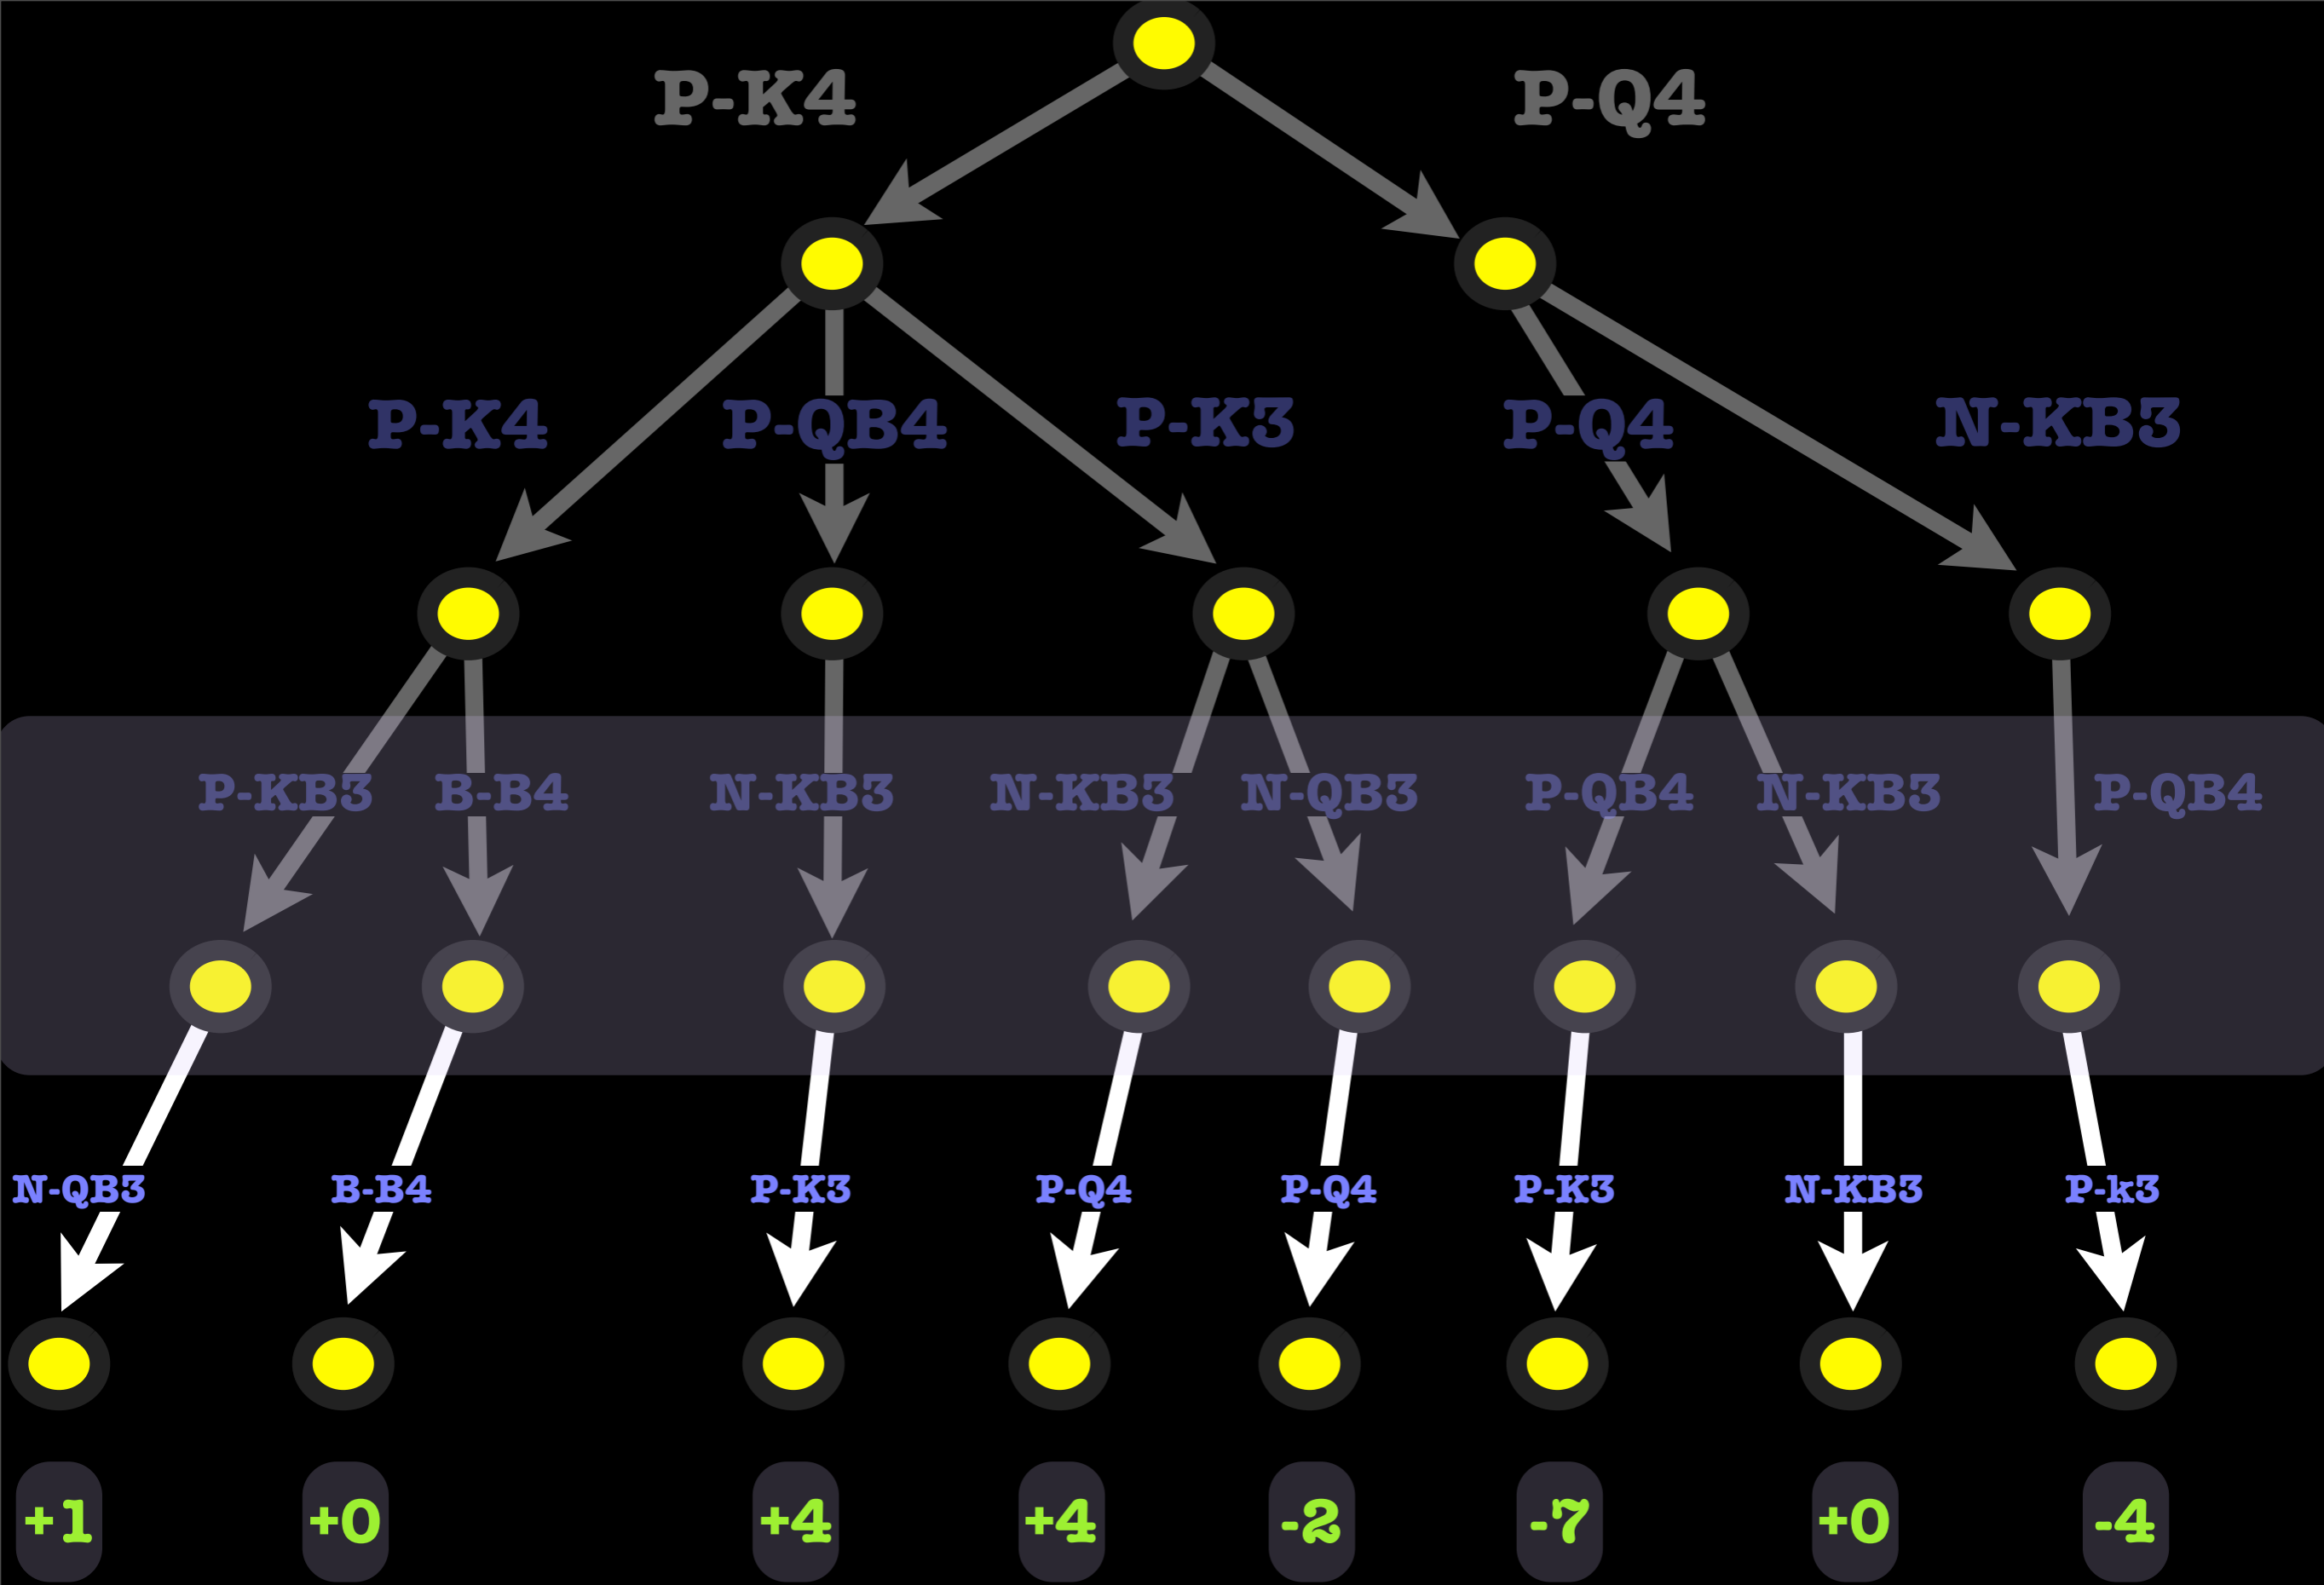 P-K4 P-Q4
P-K4 P-QB4 P-K3 P-Q4 N-KB3
P-KB3 B-B4 N-KB3 N-KB3 N-QB3 P-QB4 N-KB3 P-QB4
N-QB3 B-B4 P-K3 P-Q4 P-Q4 P-K3 N-KB3 P-k3
+1 +0 +4 +4 -2 -7 +0 -4